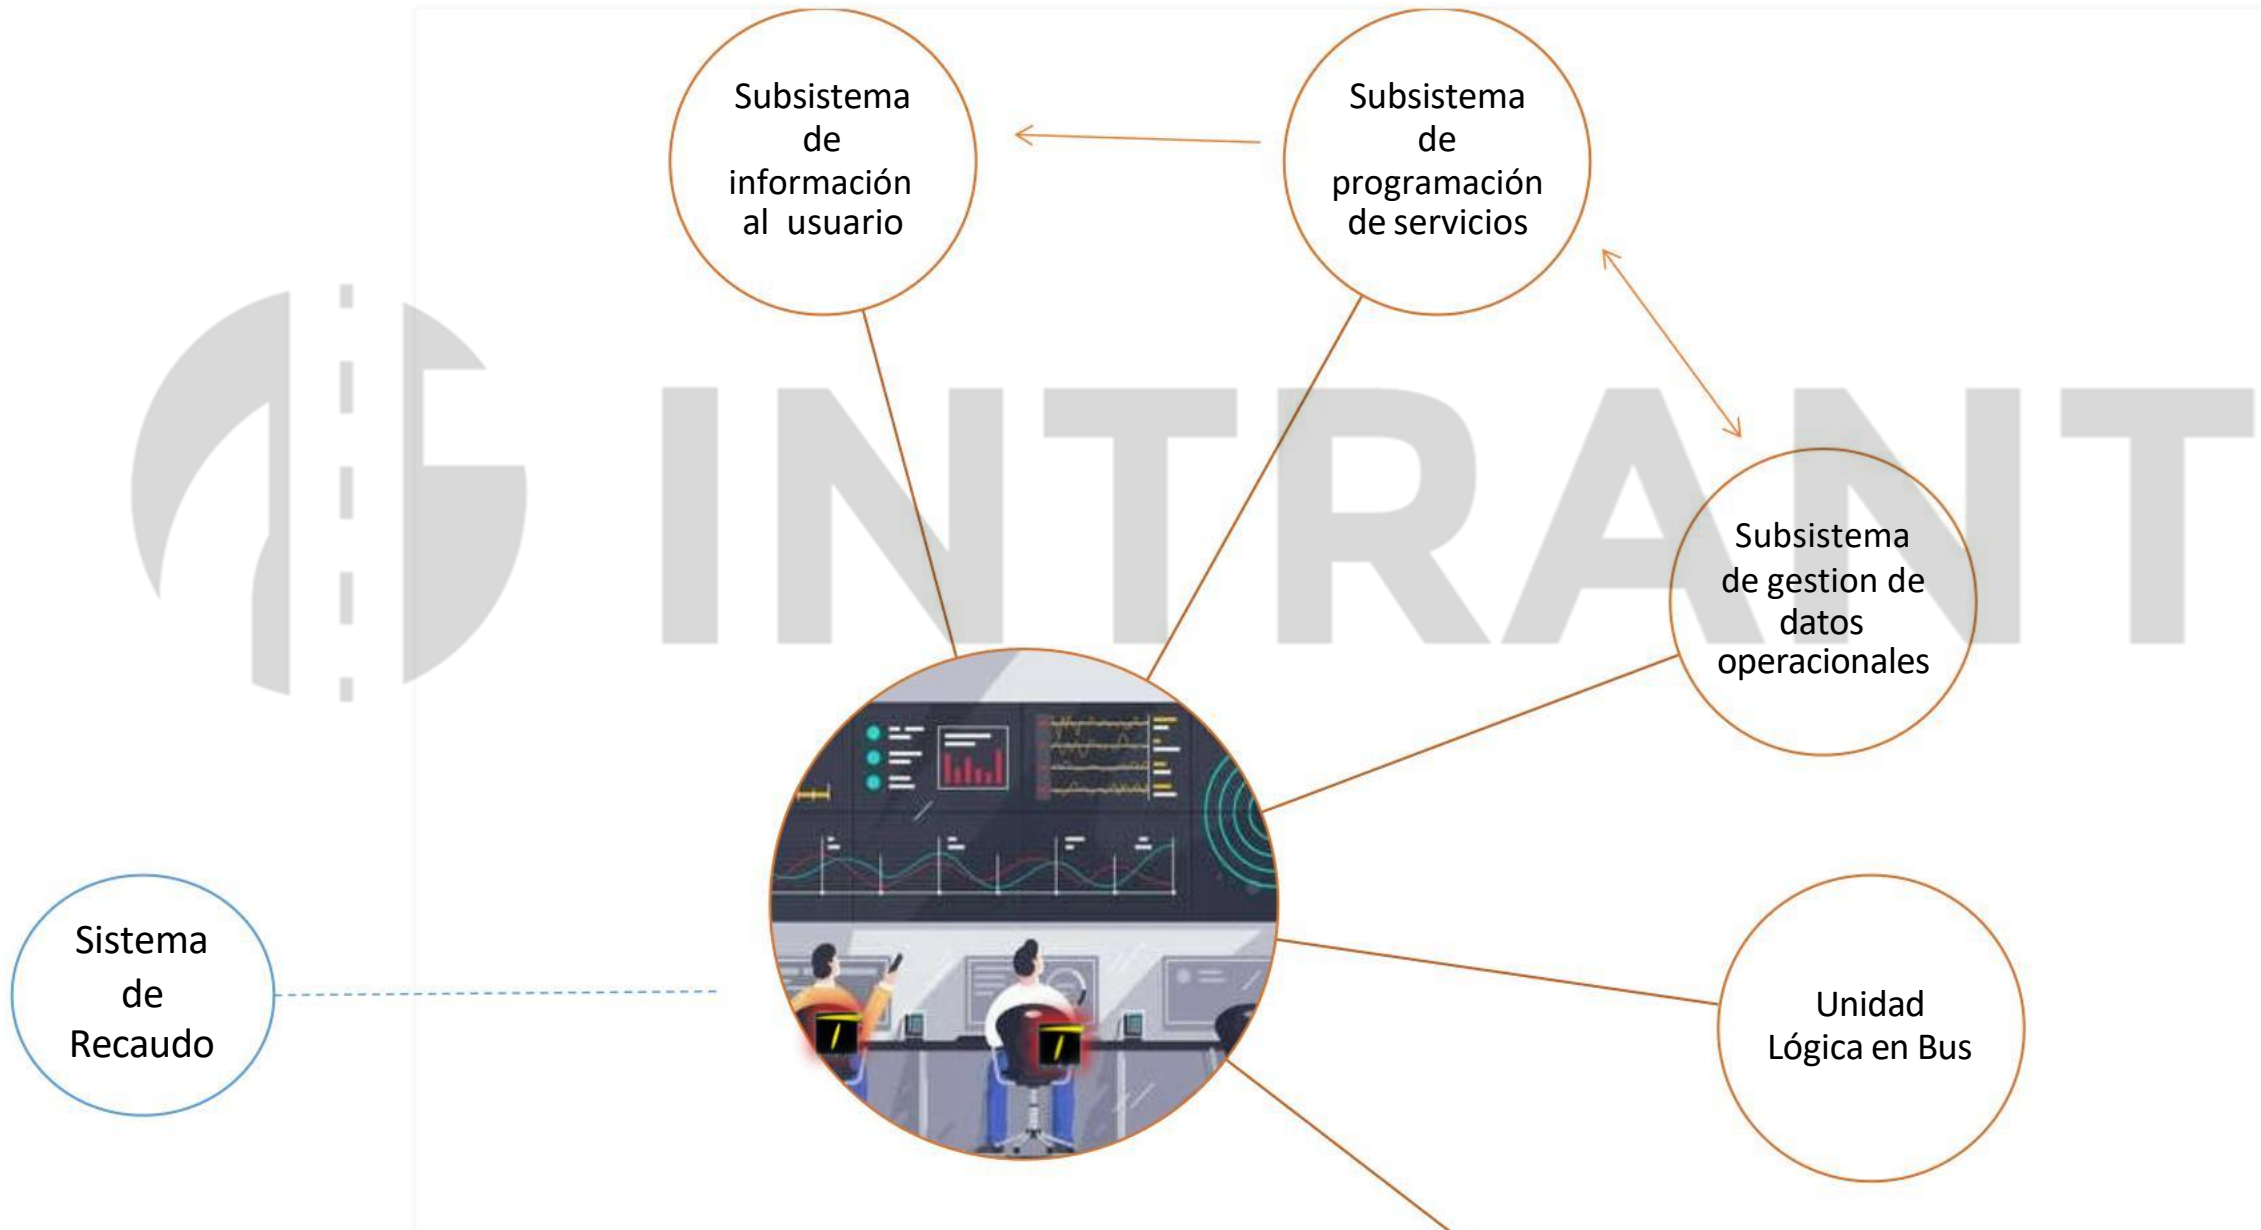 Subsistema
de
información
al usuario
Subsistema
de
programación
de servicios
INTRANT
Subsistema
de gestion de
datos
operacionales
Sistema
de
Recaudo
Unidad
Lógica en Bus